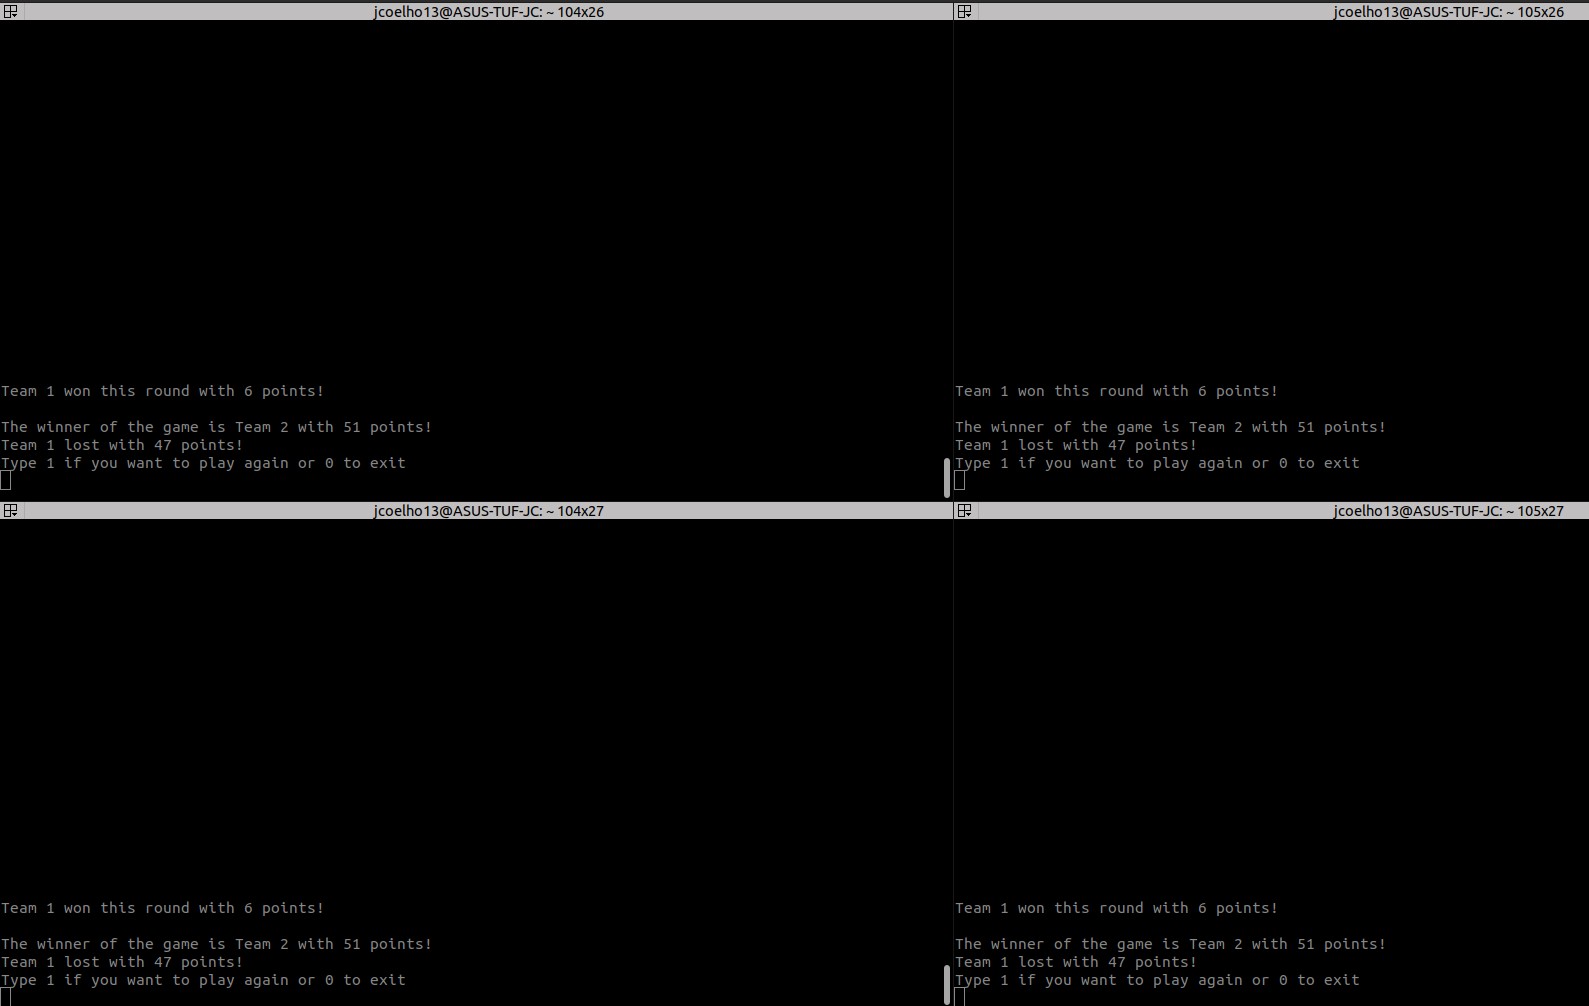 jcoelho13@ASUS-TUF-JC: ~ 104x26
Team 1 won this round with 6 points!
The winner of the game is Team 2 with 51 points!
Team 1 lost with 47 points!
Type 1 if you want to play again or 0 to exit
jcoelho13@ASUS-TUF-JC: ~ 105x26
Team 1 won this round with 6 points!
The winner of the game is Team 2 with 51 points!
Team 1 lost with 47 points!
Type 1 if you want to play again or 0 to exit
jcoelho13@ASUS-TUF-JC: ~ 104x27
Team 1 won this round with 6 points!
The winner of the game is Team 2 with 51 points!
Team 1 lost with 47 points!
Type 1 if you want to play again or 0 to exit
jcoelho13@ASUS-TUF-JC: ~ 105x27
Team 1 won this round with 6 points!
The winner of the game is Team 2 with 51 points!
Team 1 lost with 47 points!
Type 1 if you want to play again or 0 to exit